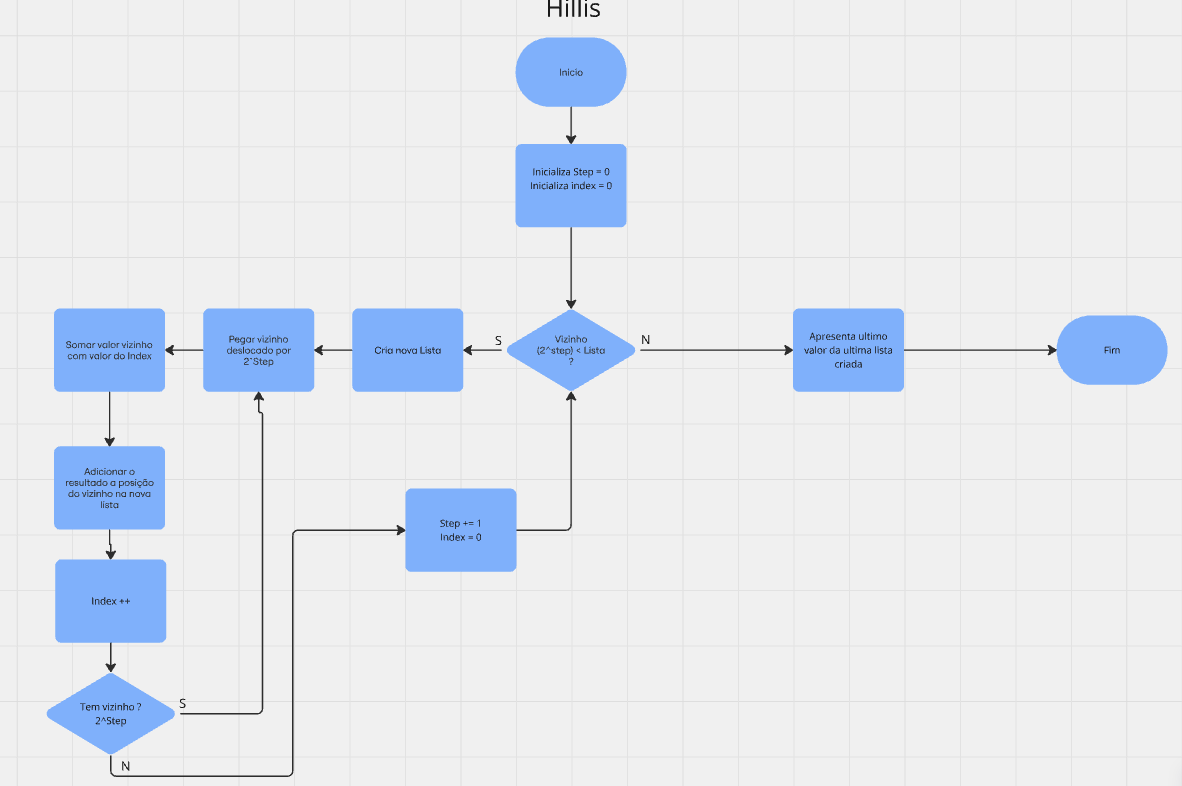 Hillis
Início
Inicializa Step = 0
Inicializa index = 0
Vizinho
(2^step) < Lista
?
S
N
Cria nova Lista
Pegar vizinho
deslocado por
2^Step
Somar valor vizinho
com valor do Index
Adicionar o
resultado a posição
do vizinho na nova
lista
Index ++
Tem vizinho ?
2^Step
S
N
Step += 1
Index = 0
Apresenta ultimo
valor da ultima lista
criada
Fim